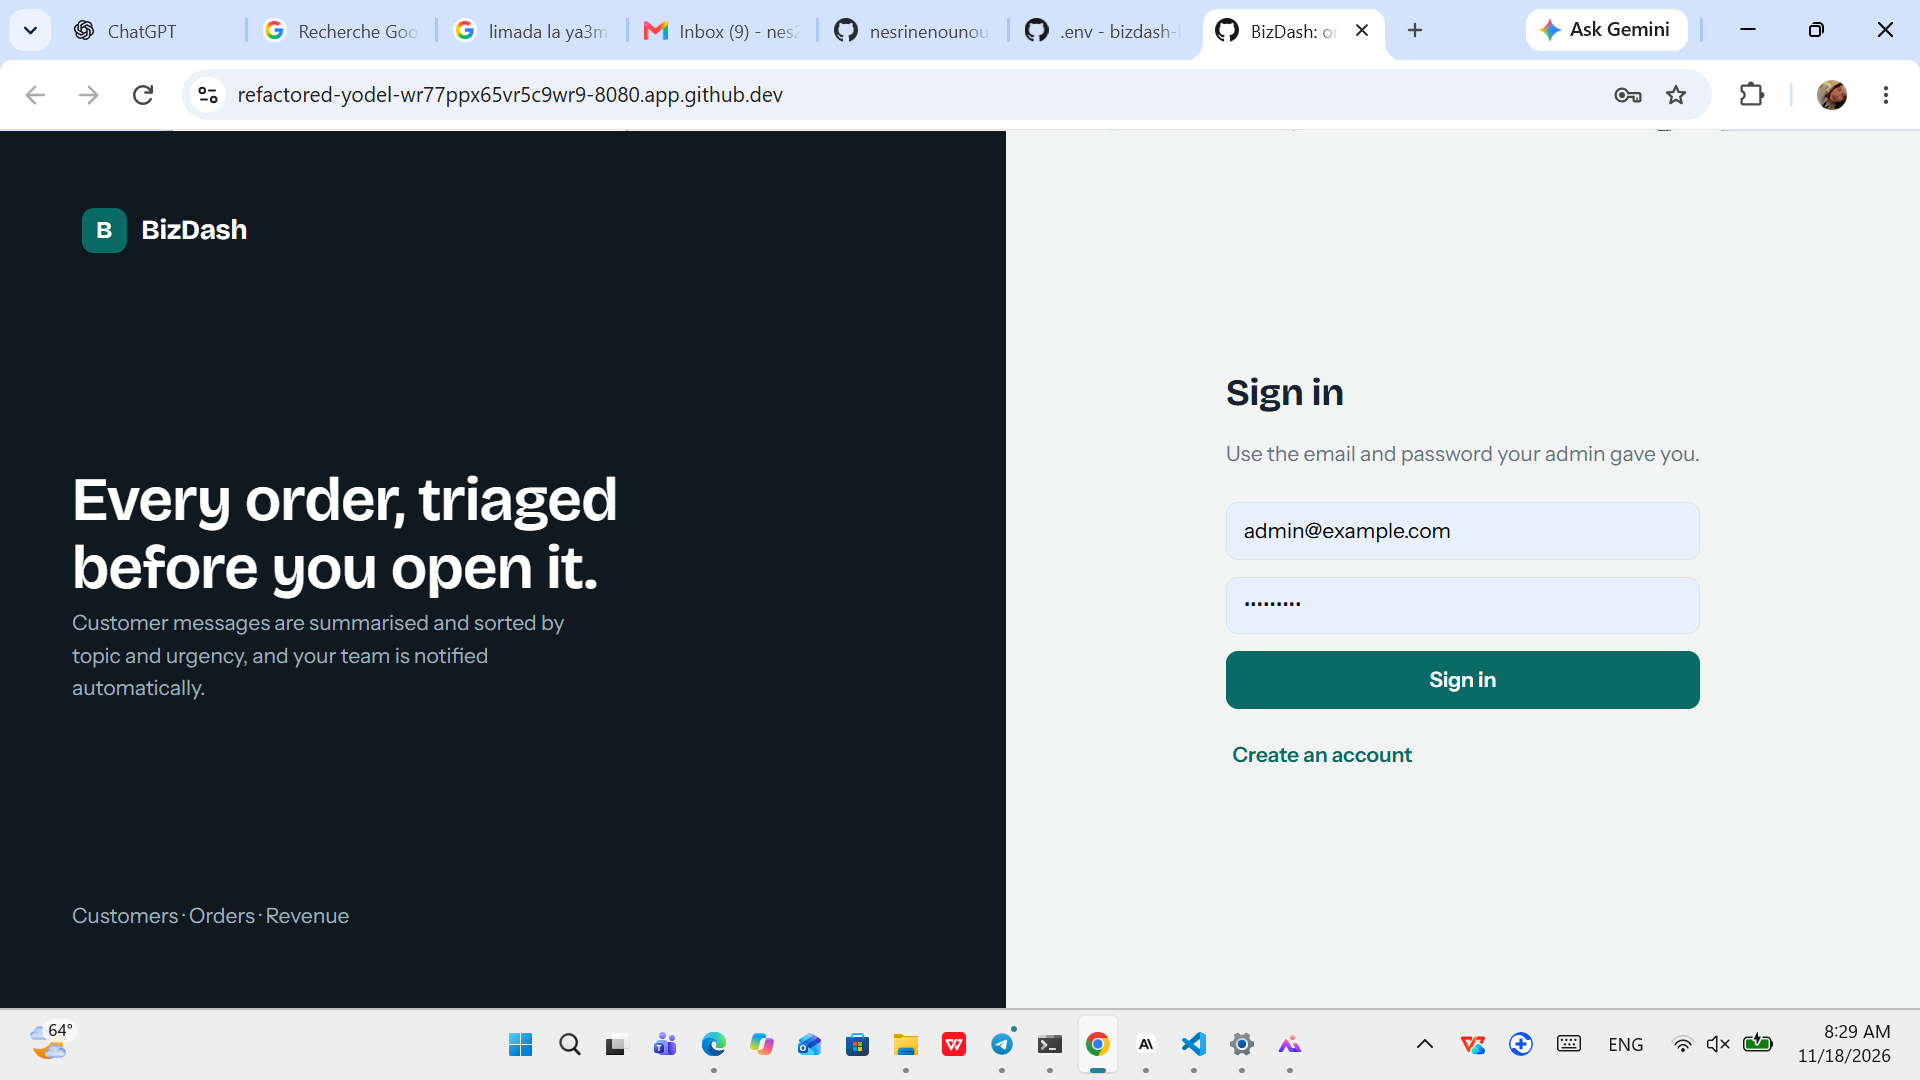 ChatGPT
Recherche Goo
limada la ya3m
Inbox (9) - nes2
nesrinenounou
.env - bizdash-
BizDash: or
Ask Gemini
refactored-yodel-wr77ppx65vr5c9wr9-8080.app.github.dev
B BizDash
Every order, triaged
before you open it.
Customer messages are summarised and sorted by
topic and urgency, and your team is notified
automatically.
Customers · Orders · Revenue
Sign in
Use the email and password your admin gave you.
admin@example.com
Sign in
Create an account
64°
ENG
8:29 AM
11/18/2026